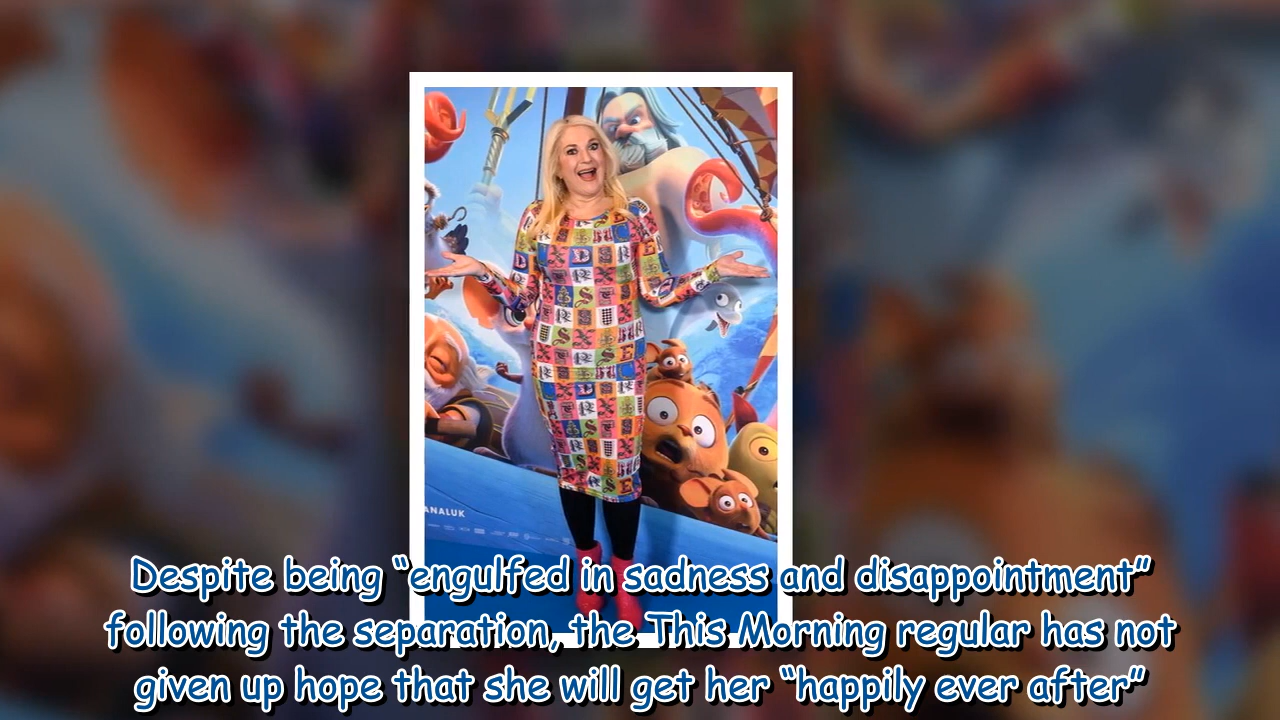 ANALUK
Despite being “engulfed in sadness and disappointment”
following the separation, the This Morning regular has not
given up hope that she will get her “happily ever after”